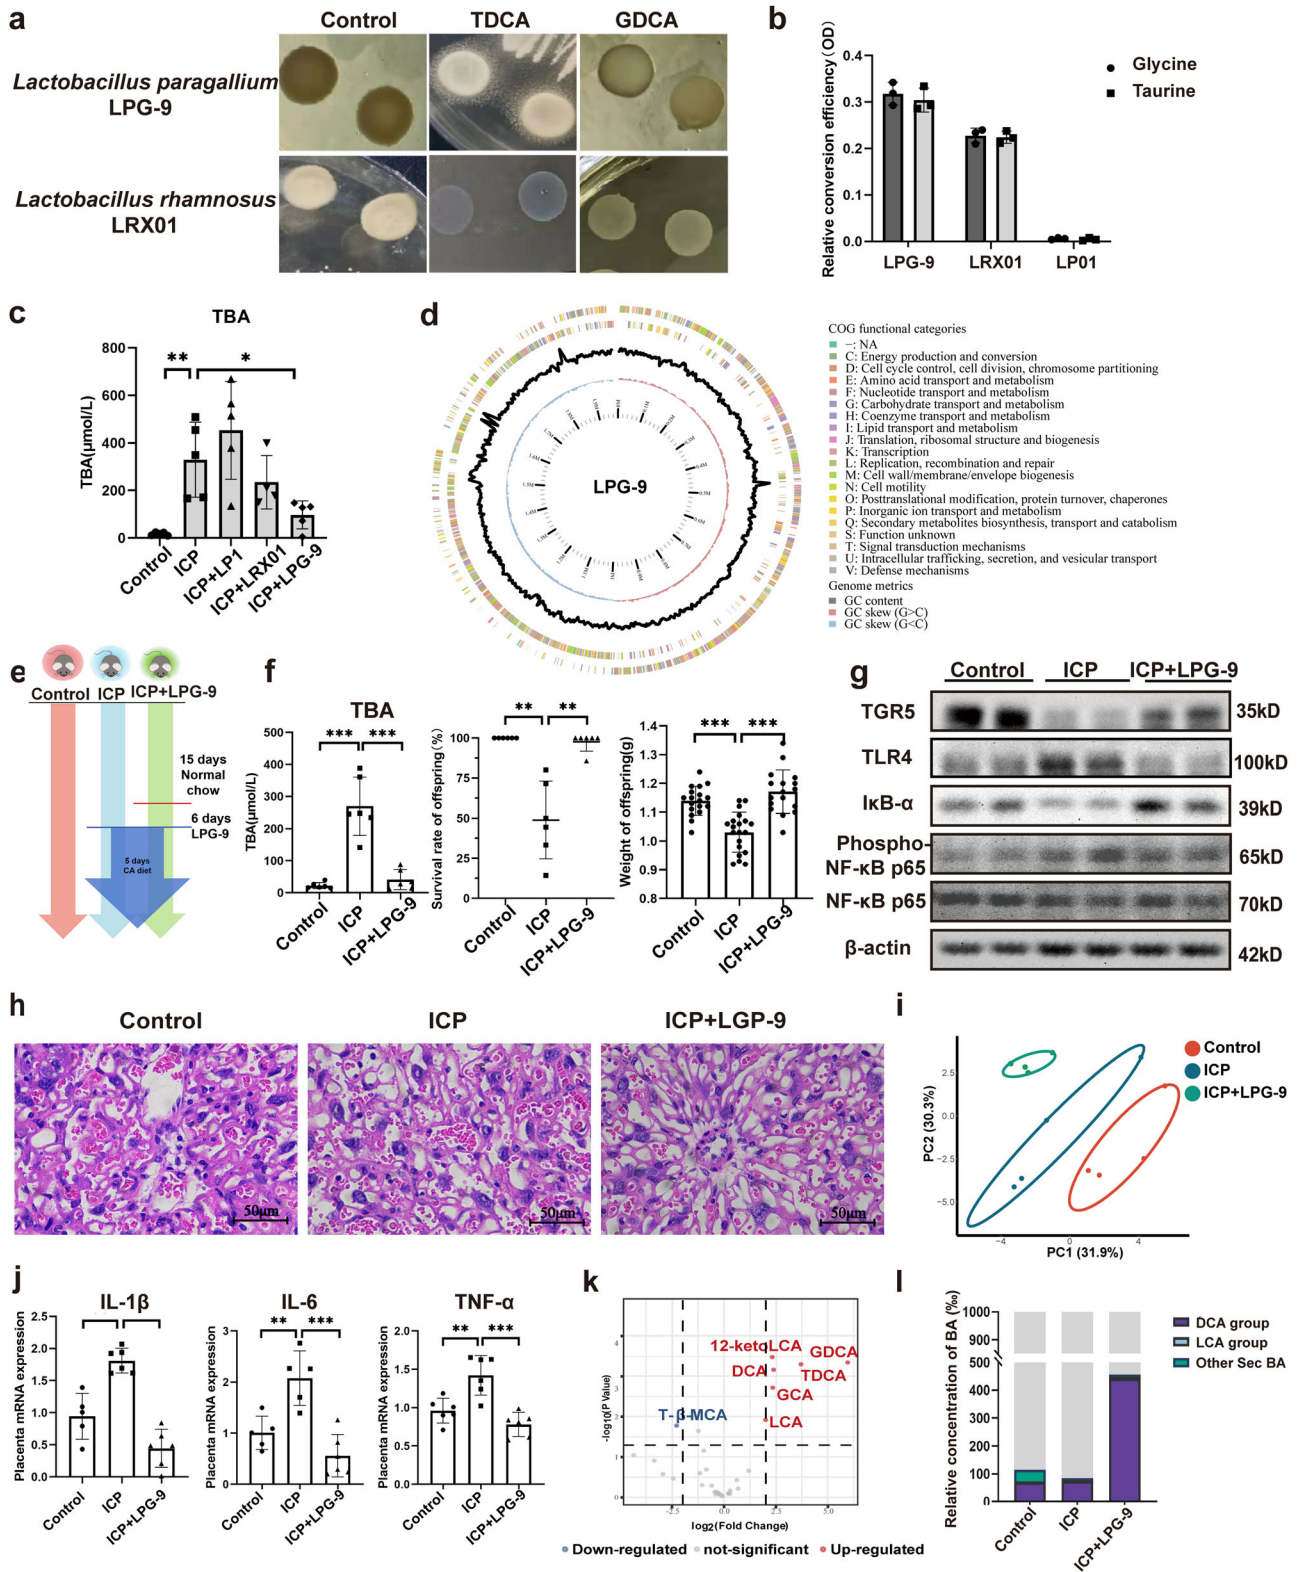 a
Control
TDCA
GDCA
Lactobacillus paragallium
LPG-9
Lactobacillus rhamnosus
LRX01
b
Relative conversion efficiency(OD)
0.4
0.3
0.2
0.1
0.0
LPG-9
LRX01
LP01
Glycine
Taurine
c
TBA
TBA(μmol/L)
800
600
400
200
0
**
*
Control
ICP
ICP+LP1
ICP+LRX01
ICP+LPG-9
d
LPG-9
COG functional categories
−: NA
C: Energy production and conversion
D: Cell cycle control, cell division, chromosome partitioning
E: Amino acid transport and metabolism
F: Nucleotide transport and metabolism
G: Carbohydrate transport and metabolism
H: Coenzyme transport and metabolism
I: Lipid transport and metabolism
J: Translation, ribosomal structure and biogenesis
K: Transcription
L: Replication, recombination and repair
M: Cell wall/membrane/envelope biogenesis
N: Cell motility
O: Posttranslational modification, protein turnover, chaperones
P: Inorganic ion transport and metabolism
Q: Secondary metabolites biosynthesis, transport and catabolism
S: Function unknown
T: Signal transduction mechanisms
U: Intracellular trafficking, secretion, and vesicular transport
V: Defense mechanisms
Genome metrics
GC content
GC skew (G>C)
GC skew (G<C)
e
Control ICP ICP+LPG-9
15 days
Normal
chow
6 days
LPG-9
5 days
CA diet
f
TBA
TBA(μmol/L)
500
400
300
200
100
0
***
***
Control
ICP
ICP+LPG-9
Survival rate of offspring(%)
100
75
50
25
0
**
**
Control
ICP
ICP+LPG-9
Weight of offspring(g)
1.4
1.3
1.2
1.1
1.0
0.9
0.8
***
***
Control
ICP
ICP+LPG-9
g
Control
ICP
ICP+LPG-9
TGR5
35kD
TLR4
100kD
IκB-α
39kD
Phospho-
NF-κB p65
65kD
NF-κB p65
70kD
β-actin
42kD
h
Control
ICP
ICP+LGP-9
50μm
50μm
50μm
i
PC2 (30.3%)
2.5
0.0
−2.5
−5.0
−4
0
4
PC1 (31.9%)
Control
ICP
ICP+LPG-9
j
IL-1β
Placenta mRNA expression
2.5
2.0
1.5
1.0
0.5
0.0
Control
ICP
ICP+LPG-9
IL-6
Placenta mRNA expression
3
2
1
0
**
***
Control
ICP
ICP+LPG-9
TNF-α
Placenta mRNA expression
2.0
1.5
1.0
0.5
0.0
**
***
Control
ICP
ICP+LPG-9
k
-log10(P Value)
4
3
2
1
0
12-ketoLCA
GDCA
DCA
TDCA
GCA
T-β-MCA
LCA
-2.5
0.0
2.5
5.0
log2(Fold Change)
Down-regulated
not-significant
Up-regulated
l
Relative concentration of BA (‰)
1000
900
500
400
300
200
100
0
Control
ICP
ICP+LPG-9
DCA group
LCA group
Other Sec BA